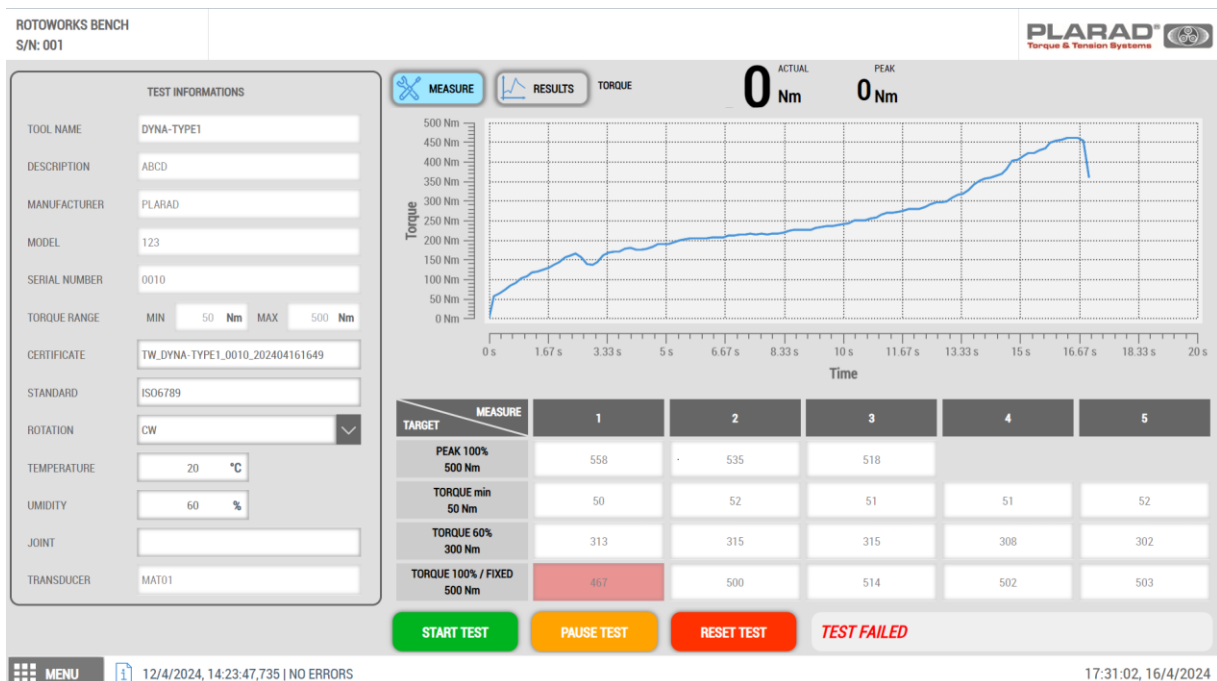 ROTOWORKS BENCH
S/N: 001
PLARAD®
Torque & Tension Systems
TEST INFORMATIONS
TOOL NAME DYNA-TYPE1
DESCRIPTION ABCD
MANUFACTURER PLARAD
MODEL 123
SERIAL NUMBER 0010
TORQUE RANGE MIN 50 Nm MAX 500 Nm
CERTIFICATE TW_DYNA-TYPE1_0010_202404161649
STANDARD ISO6789
ROTATION CW
TEMPERATURE 20 °C
UMIDITY 60 %
JOINT
TRANSDUCER MAT01
MEASURE RESULTS TORQUE
0 ACTUAL Nm
0 PEAK Nm
500 Nm
450 Nm
400 Nm
350 Nm
300 Nm
250 Nm
200 Nm
150 Nm
100 Nm
50 Nm
0 Nm
Torque
0 s 1.67 s 3.33 s 5 s 6.67 s 8.33 s 10 s 11.67 s 13.33 s 15 s 16.67 s 18.33 s 20 s
Time
MEASURE
TARGET 1 2 3 4 5
PEAK 100%
500 Nm 558 535 518
TORQUE min
50 Nm 50 52 51 51 52
TORQUE 60%
300 Nm 313 315 315 308 302
TORQUE 100% / FIXED
500 Nm 467 500 514 502 503
START TEST PAUSE TEST RESET TEST TEST FAILED
MENU i 12/4/2024, 14:23:47,735 | NO ERRORS 17:31:02, 16/4/2024